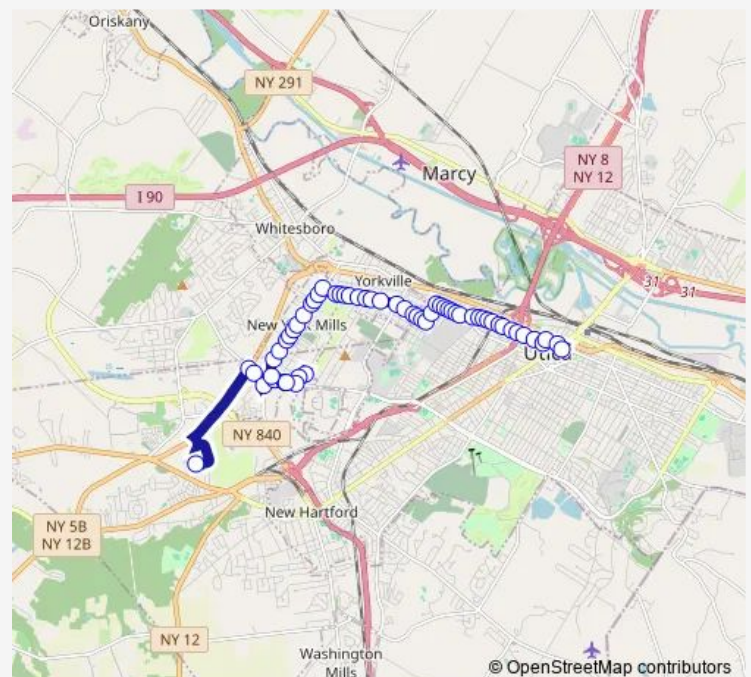 Oriskany
NY 291
NY 8
NY 12
Marcy
I 90
Whitesboro
31
31
Yorkville
New Mills
Utica
NY 840
NY 5B
NY 12B
New Hartford
NY 12
Washington
Mills
© OpenStreetMap contributors